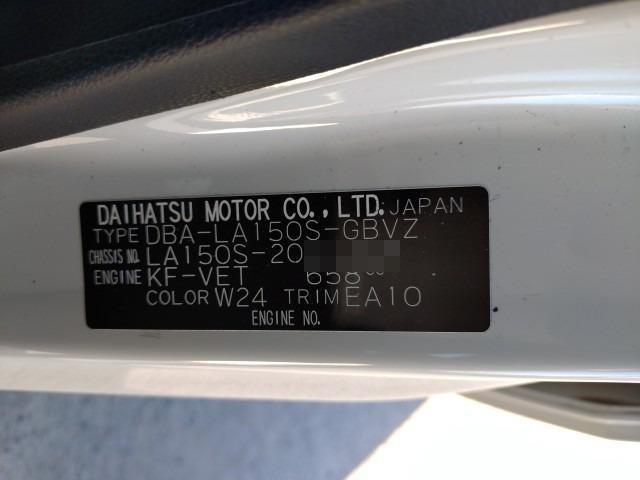 DAIHATSU MOTOR CO.,LTD. JAPAN
TYPE DBA-LA150S-GBVZ
CHASSIS NO. LA150S-20
ENGINE KF-VET 658cc
COLOR W24 TRIM EA10
ENGINE NO.